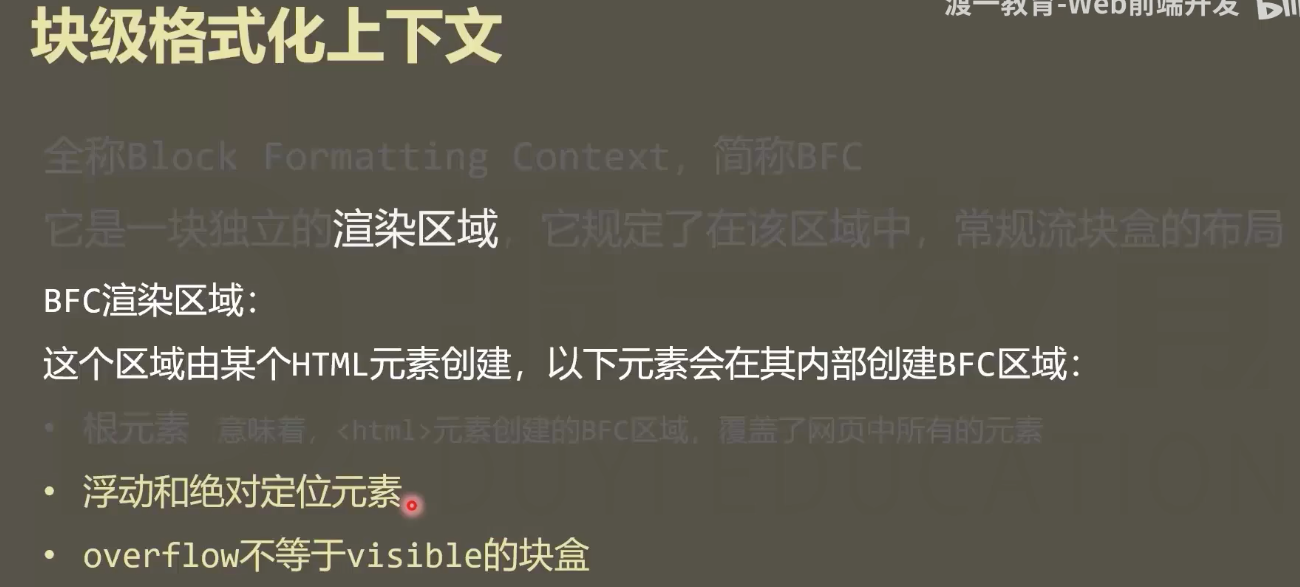 渡一教育-Web前端开发
块级格式化上下文
全称Block Formatting Context，简称BFC
它是一块独立的渲染区域，它规定了在该区域中，常规流块盒的布局
BFC渲染区域：
这个区域由某个HTML元素创建，以下元素会在其内部创建BFC区域：
• 根元素 意味着，<html>元素创建的BFC区域，覆盖了网页中所有的元素
• 浮动和绝对定位元素
• overflow不等于visible的块盒